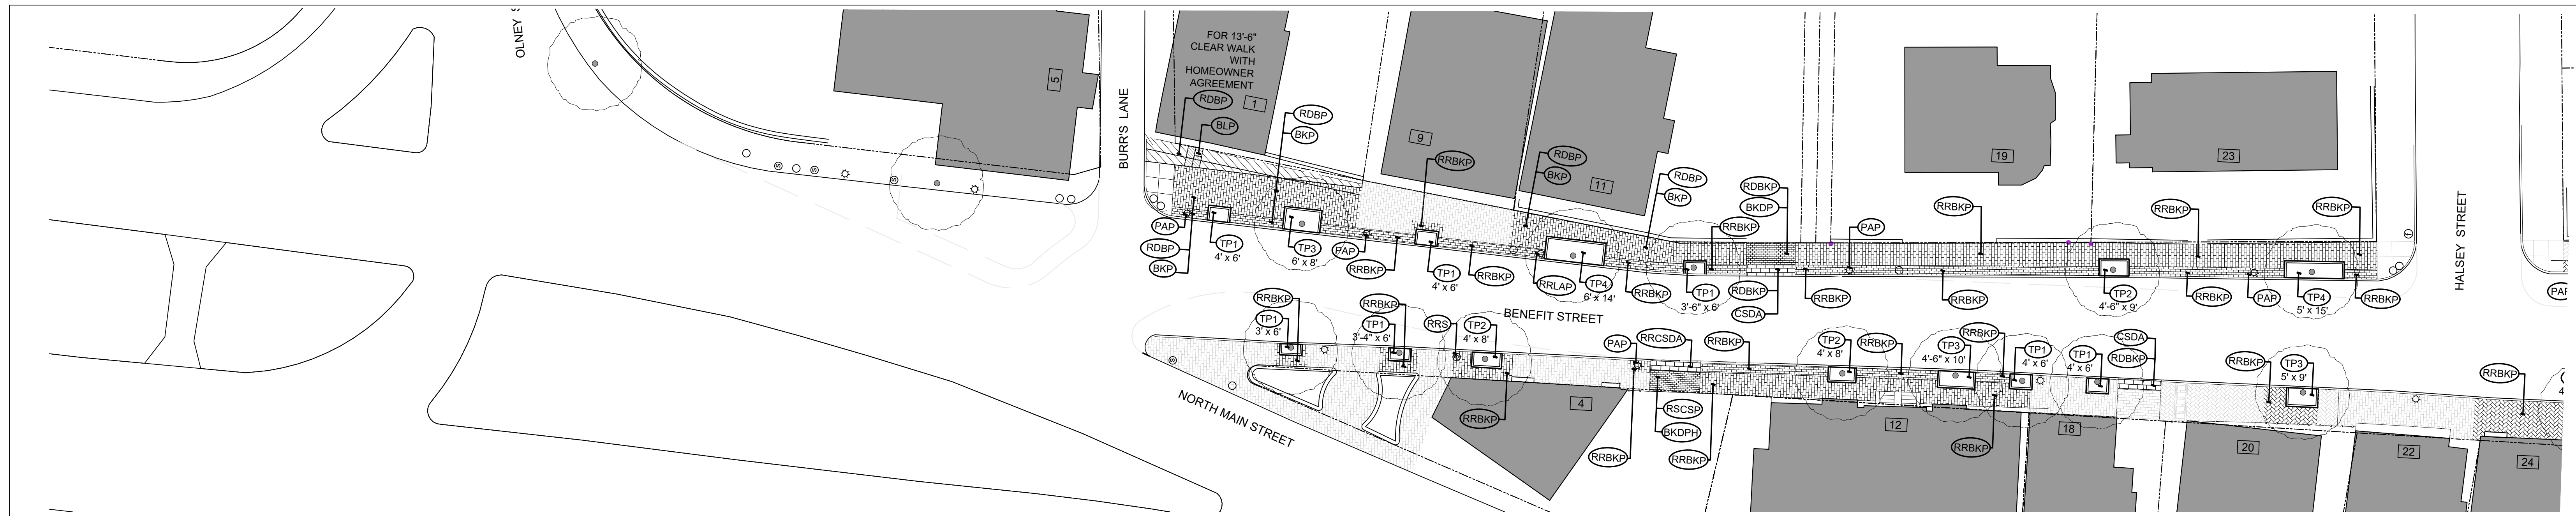 OLNEY S
5
BURR'S LANE
FOR 13'-6"
CLEAR WALK
WITH
HOMEOWNER
AGREEMENT
1
RDBP
BLP
RDBP
BKP
9
RRBKP
RDBP
BKP
11
RDBP
BKP
RDBKP
BKDP
RRBKP
PAP
19
RRBKP
23
RRBKP
RRBKP
HALSEY STREET
PAP
RDBP
BKP
TP1
4' x 6'
TP3
6' x 8'
PAP
RRBKP
TP1
4' x 6'
RRBKP
RRLAP
TP4
6' x 14'
RRBKP
TP1
3'-6" x 6'
RDBKP
CSDA
RRBKP
RRBKP
TP2
4'-6" x 9'
RRBKP
PAP
TP4
5' x 15'
RRBKP
PAP
BENEFIT STREET
NORTH MAIN STREET
RRBKP
TP1
3' x 6'
RRBKP
TP1
3'-4" x 6'
RRS
TP2
4' x 8'
RRBKP
PAP
RRCSDA
RRBKP
4
RRBKP
RSCSP
BKDPH
RRBKP
TP2
4' x 8'
RRBKP
TP3
4'-6" x 10'
RRBKP
TP1
4' x 6'
TP1
4' x 6'
CSDA
RDBKP
12
RRBKP
18
RRBKP
TP3
5' x 9'
20
22
RRBKP
24
4